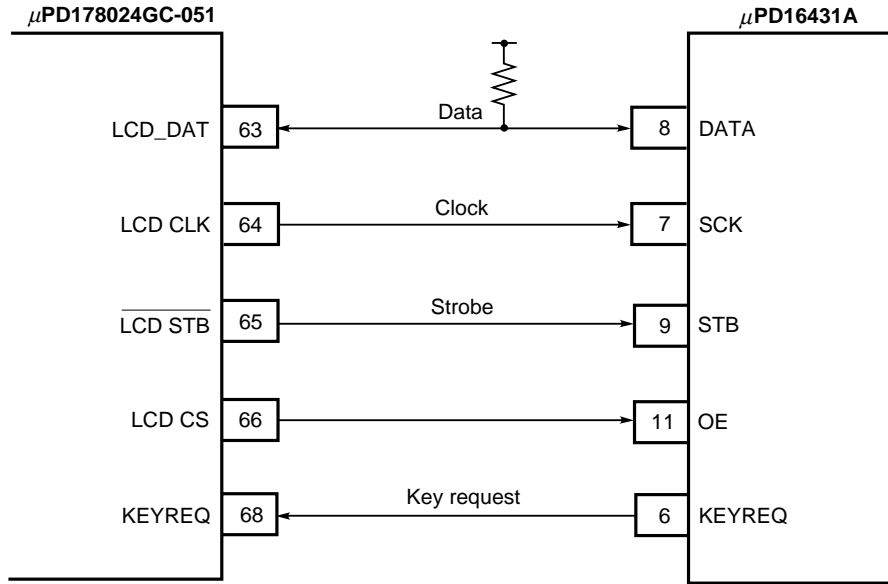 μPD178024GC-051 μPD16431A
LCD_DAT 63 Data 8 DATA
LCD CLK 64 Clock 7 SCK
LCD STB 65 Strobe 9 STB
LCD CS 66 11 OE
KEYREQ 68 Key request 6 KEYREQ